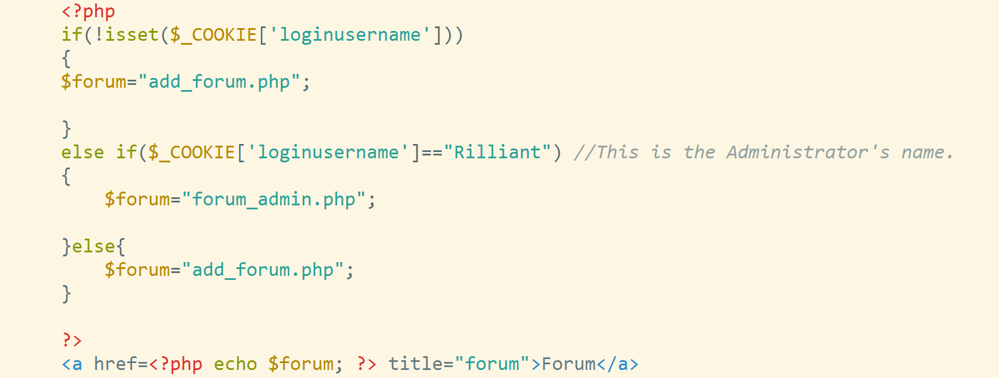 <?php
if(!isset($_COOKIE['loginusername']))
{
$forum="add_forum.php";
}
else if($_COOKIE['loginusername']=="Rilliant") //This is the Administrator's name.
{
    $forum="forum_admin.php";
}else{
    $forum="add_forum.php";
}
?>
<a href=<?php echo $forum; ?> title="forum">Forum</a>